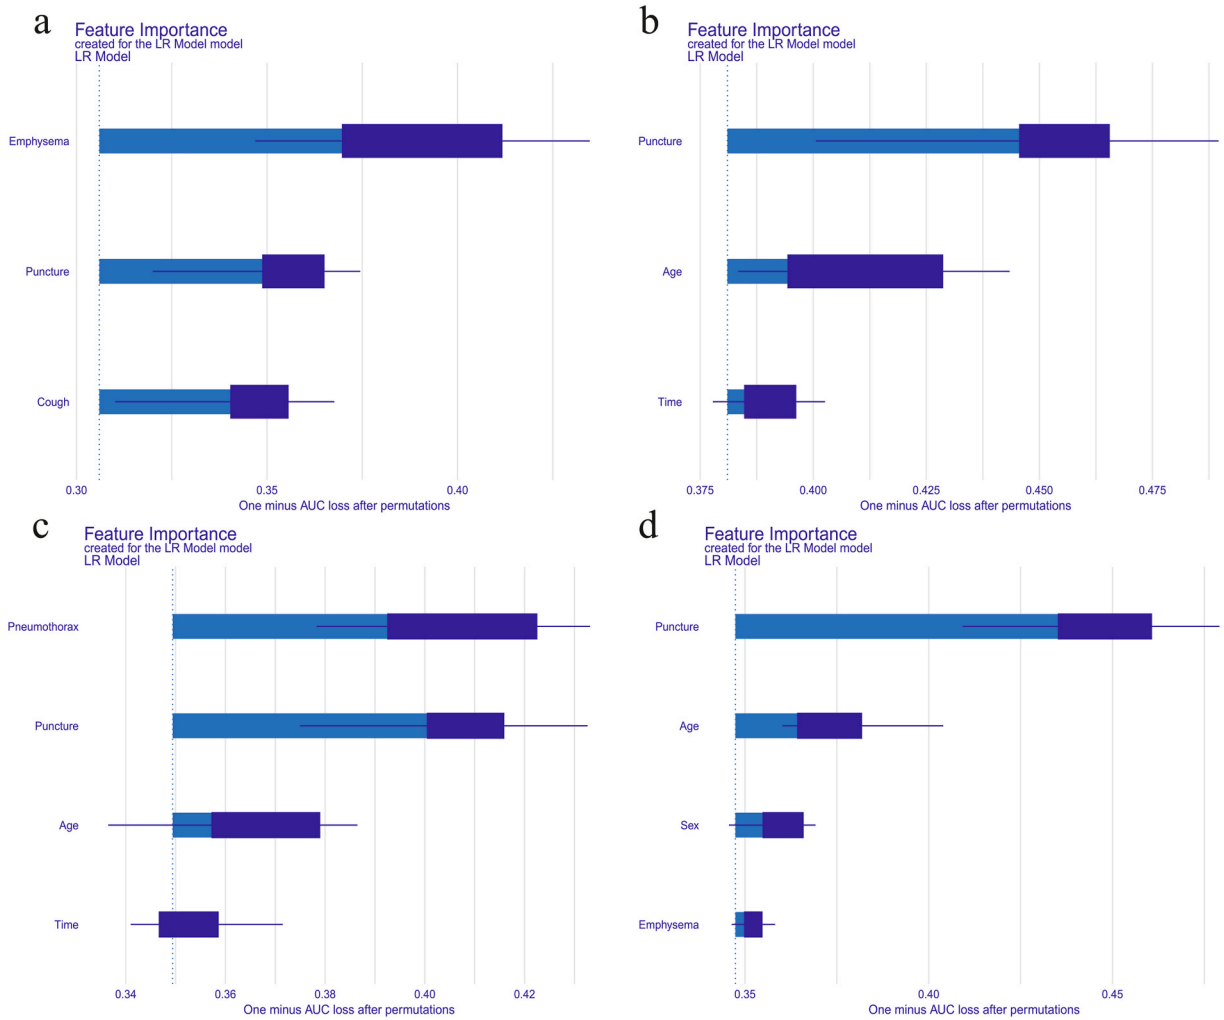 a
Feature Importance
created for the LR Model model
LR Model
Emphysema
Puncture
Cough
0.30 0.35 0.40
One minus AUC loss after permutations
b
Feature Importance
created for the LR Model model
LR Model
Puncture
Age
Time
0.375 0.400 0.425 0.450 0.475
One minus AUC loss after permutations
c
Feature Importance
created for the LR Model model
LR Model
Pneumothorax
Puncture
Age
Time
0.34 0.36 0.38 0.40 0.42
One minus AUC loss after permutations
d
Feature Importance
created for the LR Model model
LR Model
Puncture
Age
Sex
Emphysema
0.35 0.40 0.45
One minus AUC loss after permutations